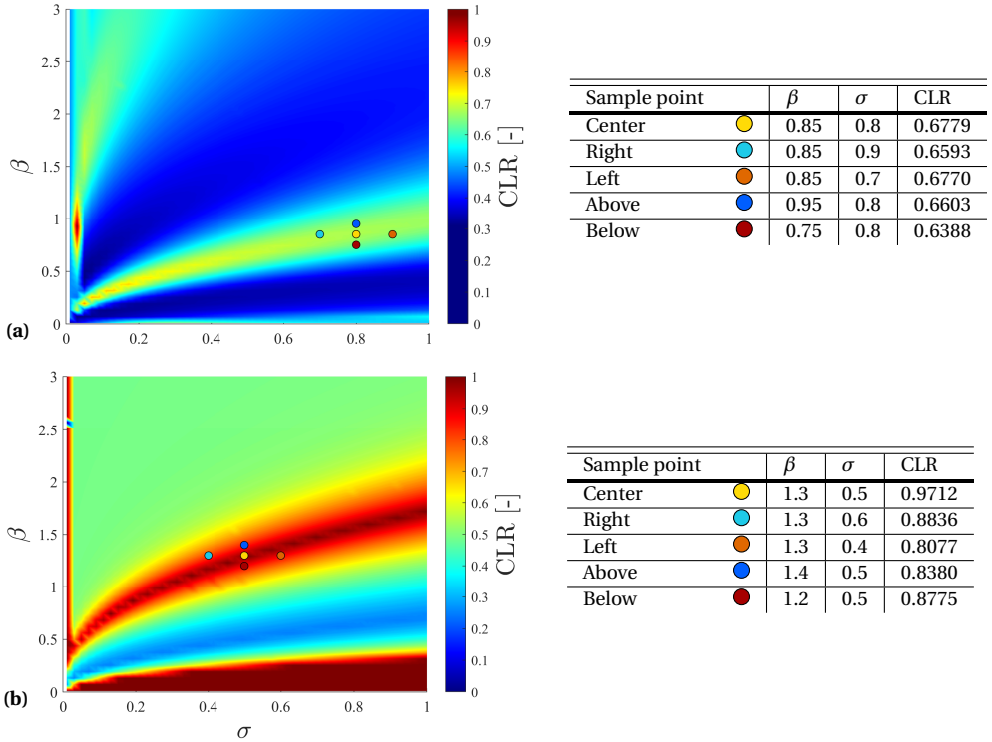 3
2.5
2
1.5
1
0.5
0
β
0
0.2
0.4
0.6
0.8
1
1
0.9
0.8
0.7
0.6
0.5
0.4
0.3
0.2
0.1
0
CLR [-]
(a)
Sample point β σ CLR
Center 0.85 0.8 0.6779
Right 0.85 0.9 0.6593
Left 0.85 0.7 0.6770
Above 0.95 0.8 0.6603
Below 0.75 0.8 0.6388
3
2.5
2
1.5
1
0.5
0
β
0
0.2
0.4
0.6
0.8
1
σ
1
0.9
0.8
0.7
0.6
0.5
0.4
0.3
0.2
0.1
0
CLR [-]
(b)
Sample point β σ CLR
Center 1.3 0.5 0.9712
Right 1.3 0.6 0.8836
Left 1.3 0.4 0.8077
Above 1.4 0.5 0.8380
Below 1.2 0.5 0.8775